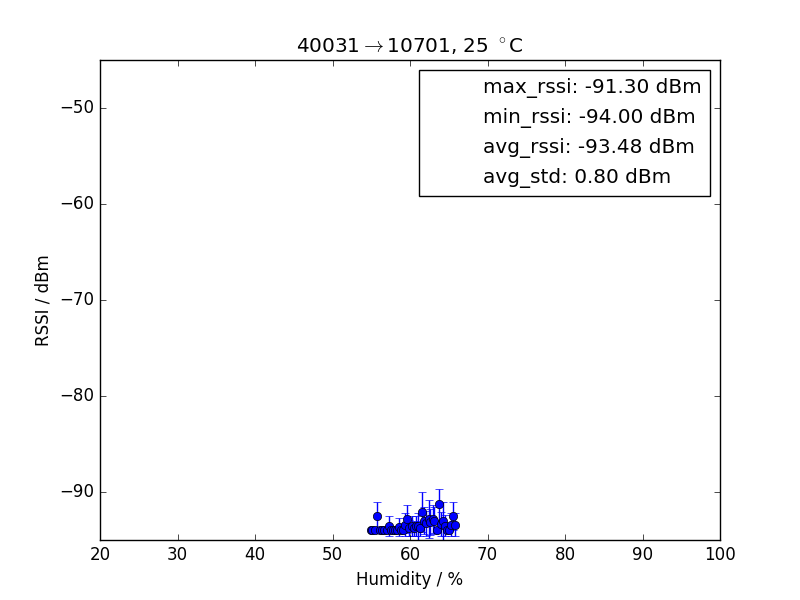 40031→10701, 25 °C
max_rssi: -91.30 dBm
min_rssi: -94.00 dBm
avg_rssi: -93.48 dBm
avg_std: 0.80 dBm
RSSI / dBm
−50
−60
−70
−80
−90
20 30 40 50 60 70 80 90 100
Humidity / %